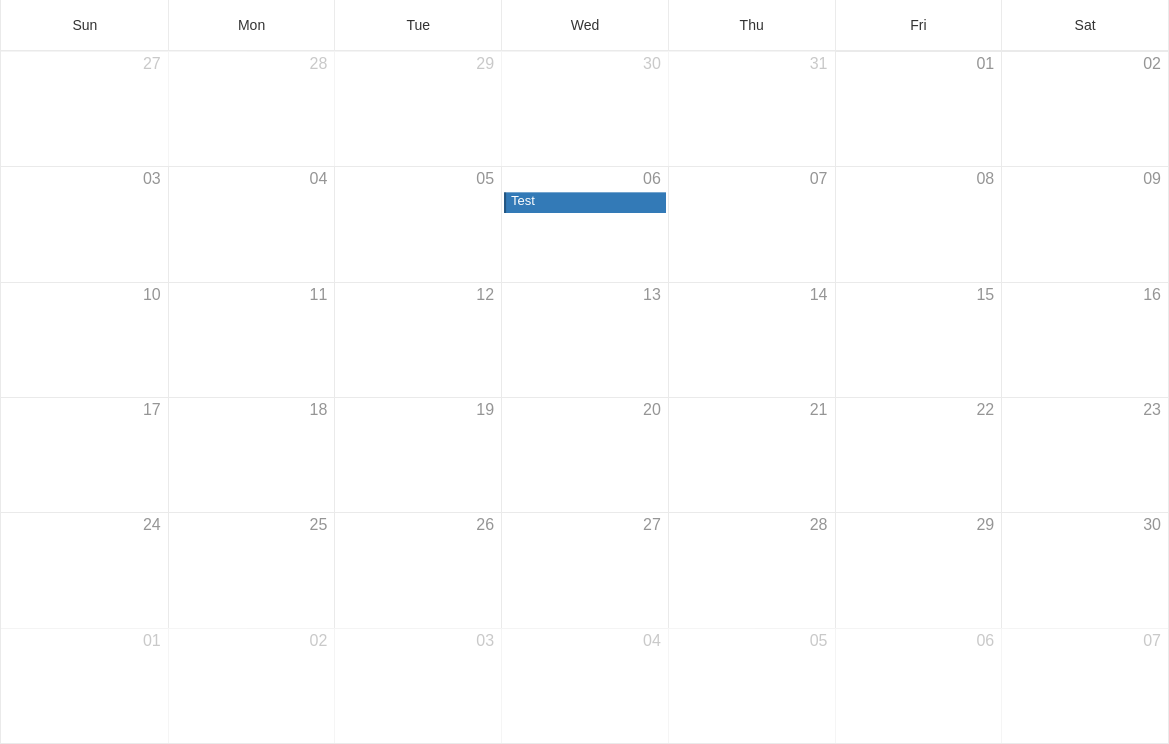 Sun Mon Tue Wed Thu Fri Sat
27 28 29 30 31 01 02
03 04 05 06 07 08 09
Test
10 11 12 13 14 15 16
17 18 19 20 21 22 23
24 25 26 27 28 29 30
01 02 03 04 05 06 07